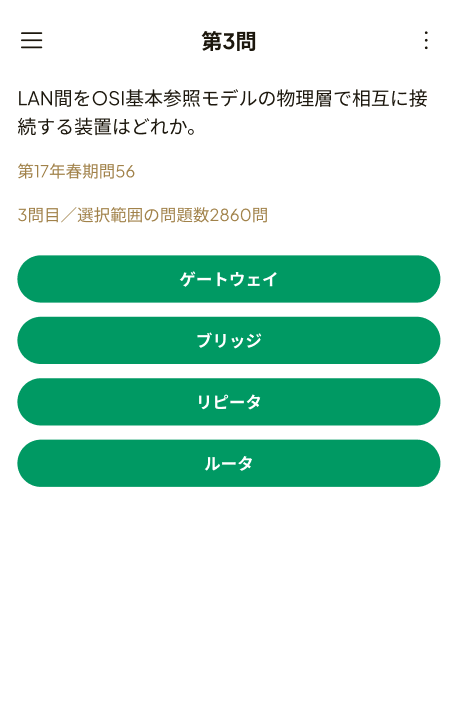 第3問
LAN間をOSI基本参照モデルの物理層で相互に接
続する装置はどれか。
第17年春期問56
3問目／選択範囲の問題数2860問
ゲートウェイ
ブリッジ
リピータ
ルータ